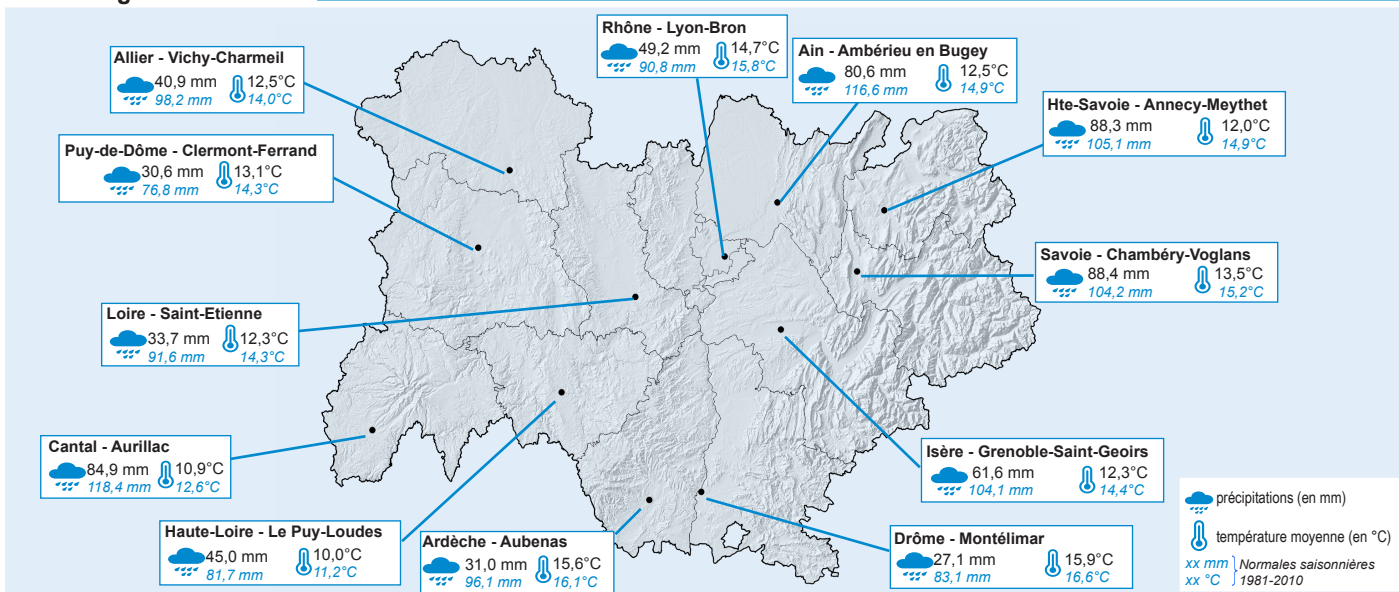 Rhône - Lyon-Bron
49,2 mm 14,7°C
90,8 mm 15,8°C
Ain - Ambérieu en Bugey
80,6 mm 12,5°C
116,6 mm 14,9°C
Allier - Vichy-Charmeil
40,9 mm 12,5°C
98,2 mm 14,0°C
Hte-Savoie - Annecy-Meythet
88,3 mm 12,0°C
105,1 mm 14,9°C
Puy-de-Dôme - Clermont-Ferrand
30,6 mm 13,1°C
76,8 mm 14,3°C
Savoie - Chambéry-Voglans
88,4 mm 13,5°C
104,2 mm 15,2°C
Loire - Saint-Etienne
33,7 mm 12,3°C
91,6 mm 14,3°C
Cantal - Aurillac
84,9 mm 10,9°C
118,4 mm 12,6°C
Isère - Grenoble-Saint-Geoirs
61,6 mm 12,3°C
104,1 mm 14,4°C
Haute-Loire - Le Puy-Loudes
45,0 mm 10,0°C
81,7 mm 11,2°C
Ardèche - Aubenas
31,0 mm 15,6°C
96,1 mm 16,1°C
Drôme - Montélimar
27,1 mm 15,9°C
83,1 mm 16,6°C
précipitations (en mm)
température moyenne (en °C)
xx mm Normales saisonnières
xx °C 1981-2010